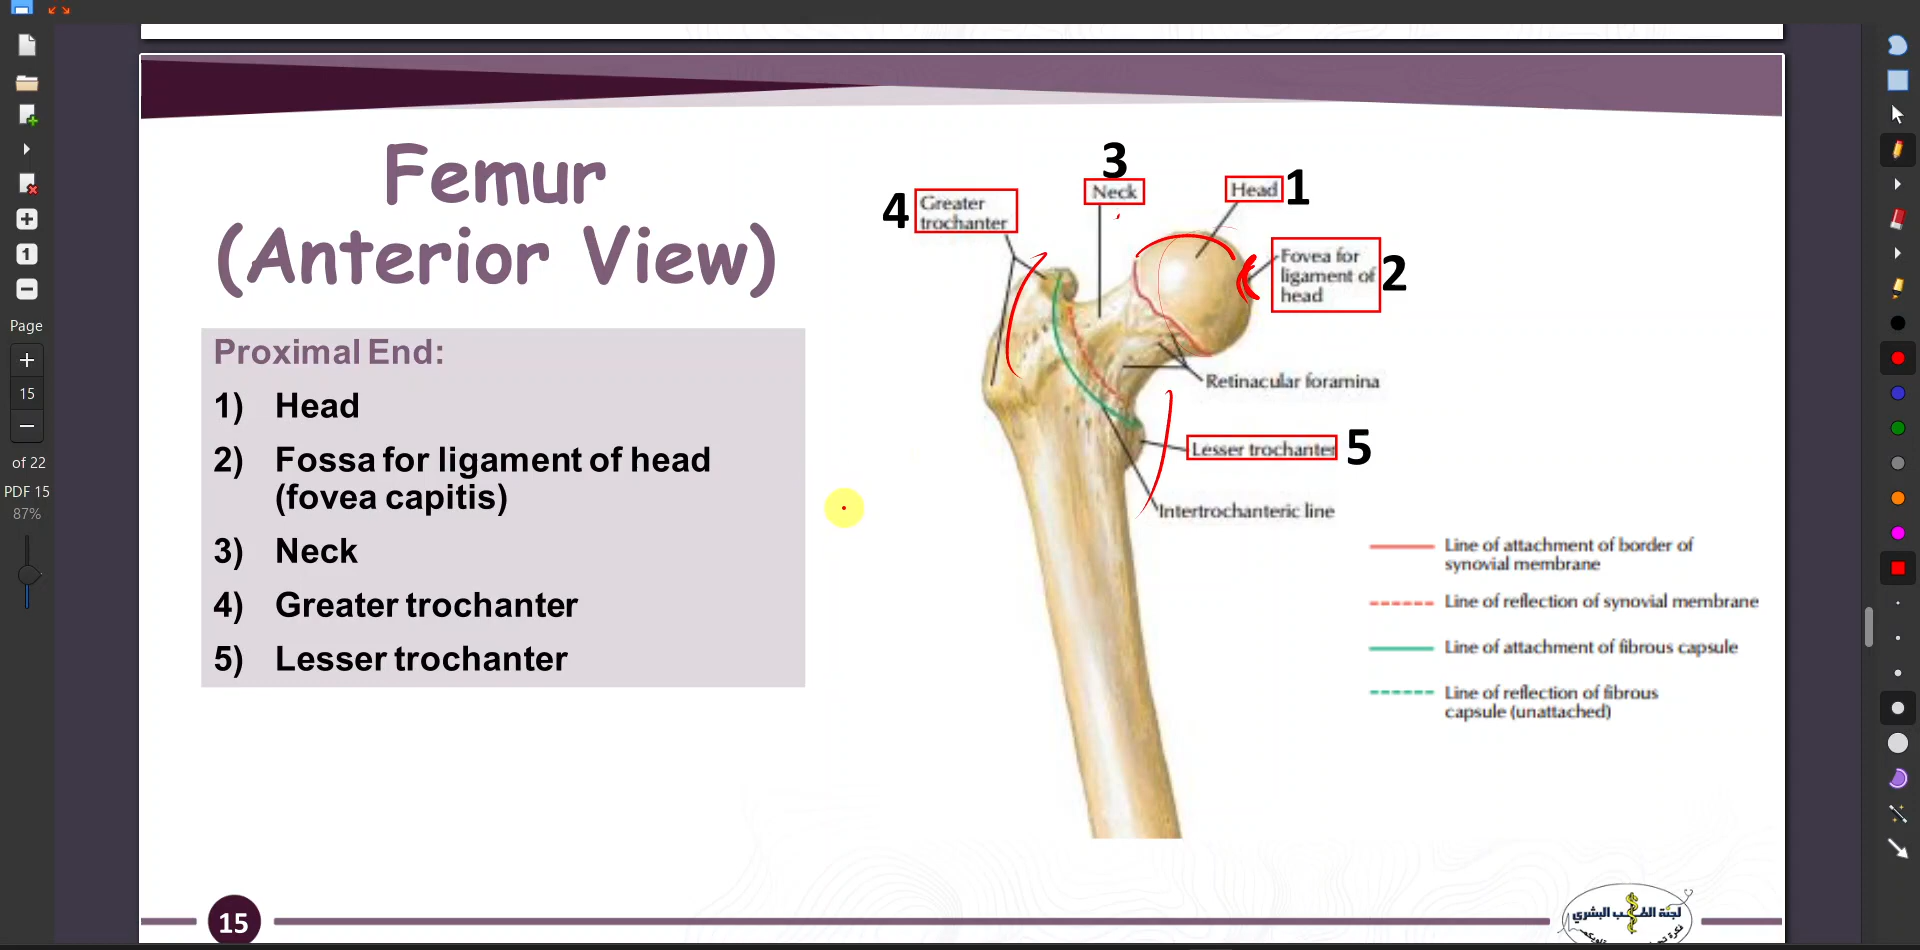 Femur
(Anterior View)
Proximal End:
1) Head
2) Fossa for ligament of head
(fovea capitis)
3) Neck
4) Greater trochanter
5) Lesser trochanter
3
Neck
Head 1
4 Greater
trochanter
Fovea for
ligament of
head
2
Retinacular foramina
Lesser trochanter 5
Intertrochanteric line
Line of attachment of border of
synovial membrane
Line of reflection of synovial membrane
Line of attachment of fibrous capsule
Line of reflection of fibrous
capsule (unattached)
15
لجنة الطب البشري
1
Page
15
of 22
PDF 15
87%